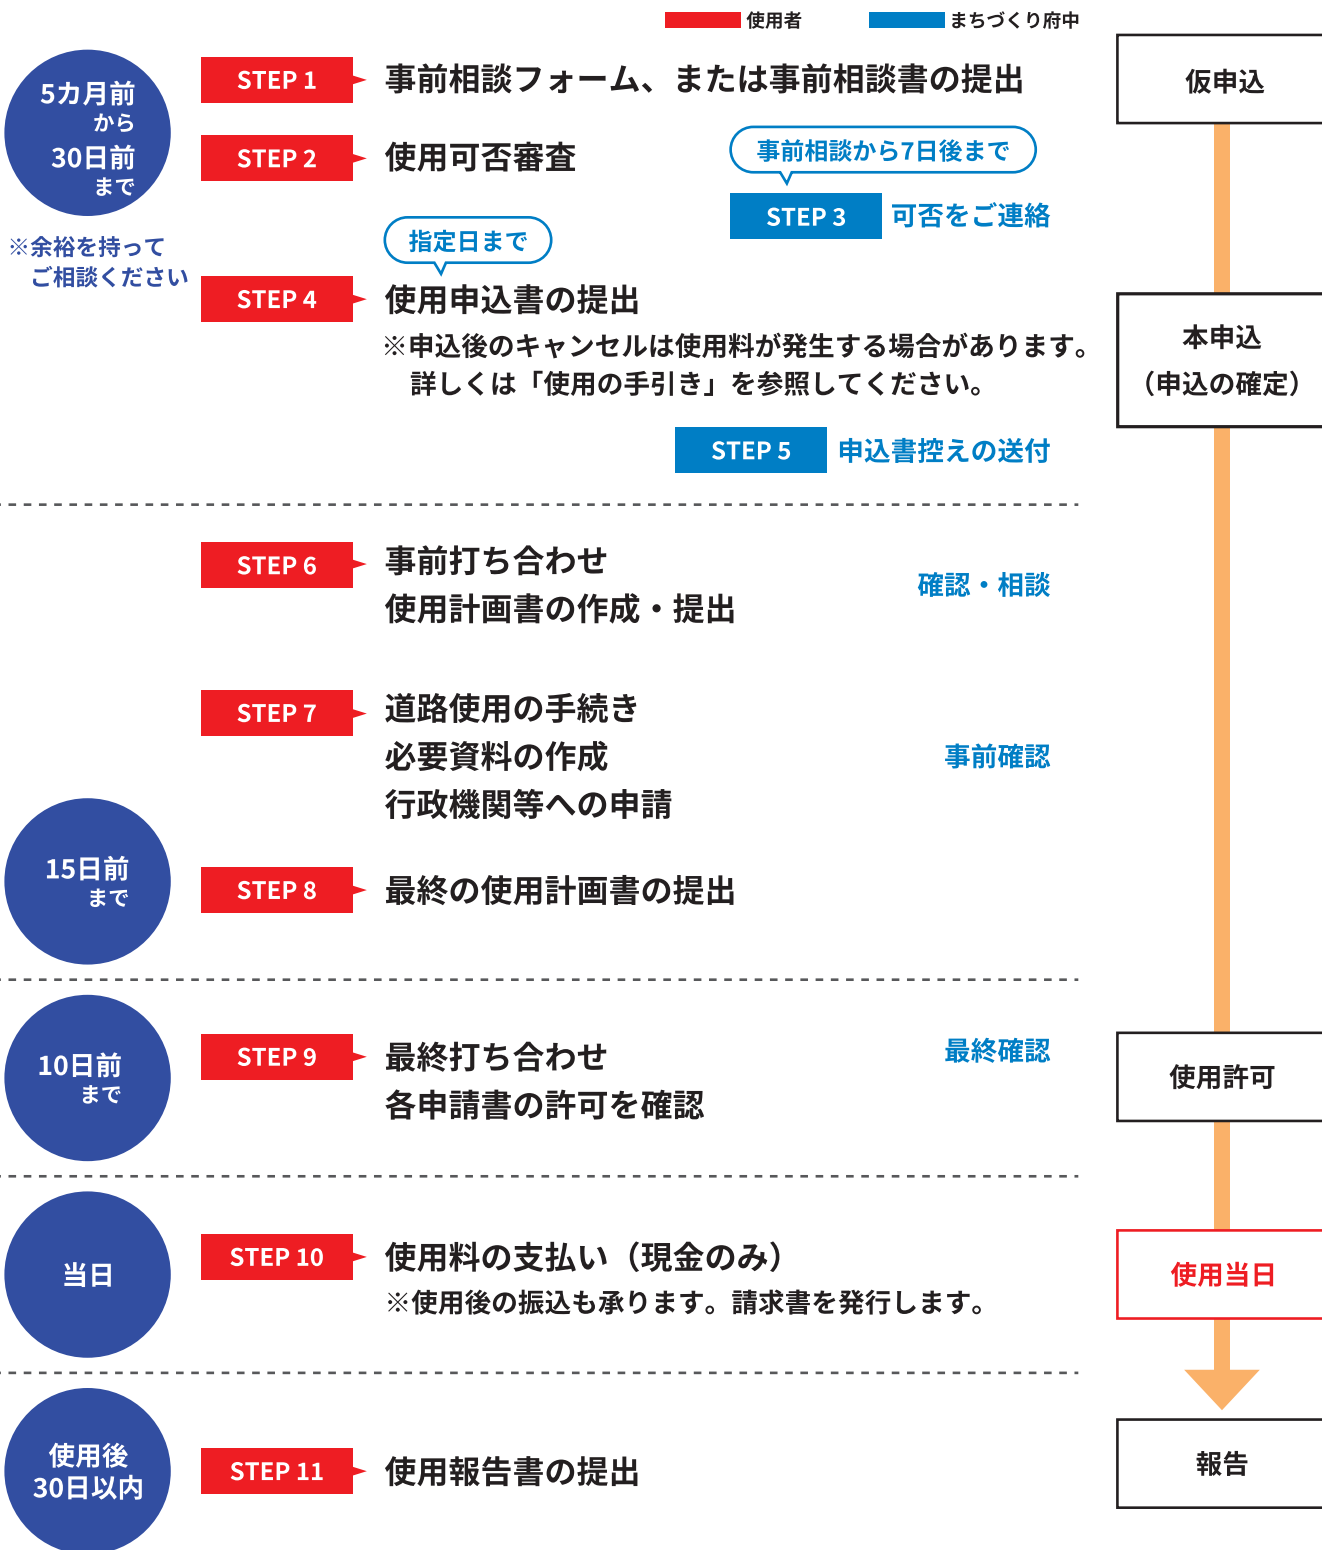 使用者
まちづくり府中
5カ月前
から
30日前
まで
※余裕を持って
ご相談ください
STEP 1
事前相談フォーム、または事前相談書の提出
仮申込
STEP 2
使用可否審査
事前相談から7日後まで
STEP 3
可否をご連絡
指定日まで
STEP 4
使用申込書の提出
※申込後のキャンセルは使用料が発生する場合があります。
詳しくは「使用の手引き」を参照してください。
本申込
（申込の確定）
STEP 5
申込書控えの送付
STEP 6
事前打ち合わせ
使用計画書の作成・提出
確認・相談
STEP 7
道路使用の手続き
必要資料の作成
行政機関等への申請
事前確認
15日前
まで
STEP 8
最終の使用計画書の提出
10日前
まで
STEP 9
最終打ち合わせ
各申請書の許可を確認
最終確認
使用許可
当日
STEP 10
使用料の支払い（現金のみ）
※使用後の振込も承ります。請求書を発行します。
使用当日
使用後
30日以内
STEP 11
使用報告書の提出
報告